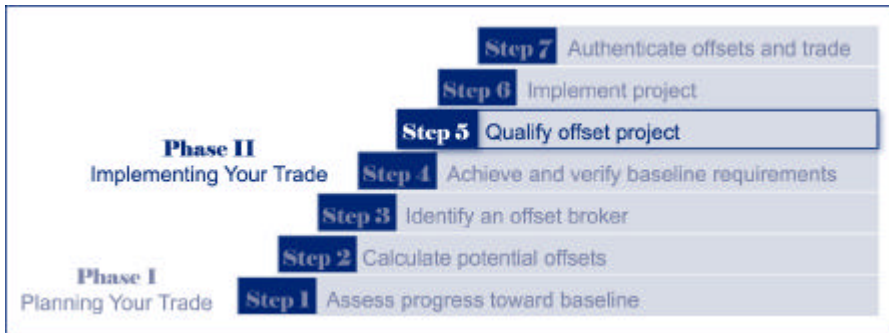 Step 7 Authenticate offsets and trade
Step 6 Implement project
Step 5 Qualify offset project
Phase II
Implementing Your Trade
Step 4 Achieve and verify baseline requirements
Step 3 Identify an offset broker
Step 2 Calculate potential offsets
Phase I
Planning Your Trade
Step 1 Assess progress toward baseline